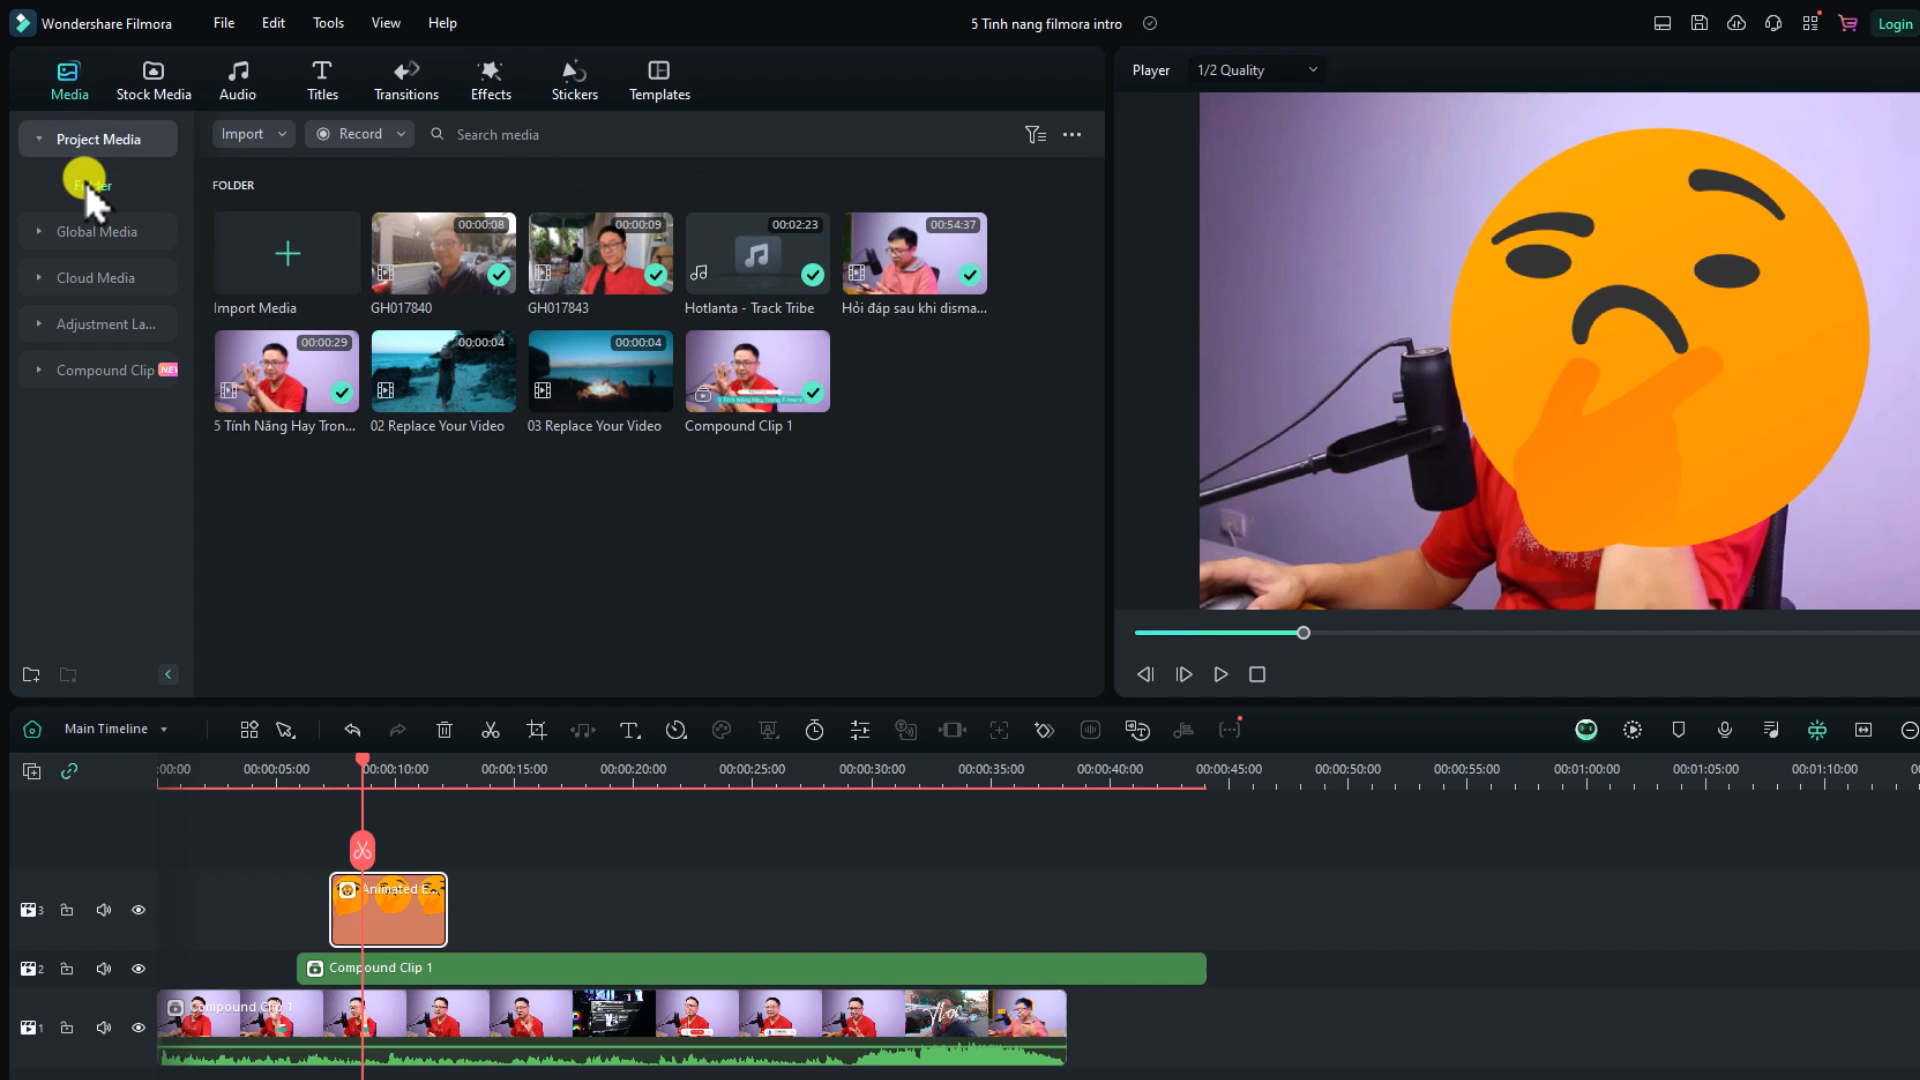 Wondershare Filmora
File Edit Tools View Help
5 Tinh nang filmora intro
Login
Media Stock Media Audio Titles Transitions Effects Stickers Templates
Player 1/2 Quality
Project Media
Import Record Search media
Folder
Global Media
Cloud Media
Adjustment La...
Compound Clip NEW
FOLDER
00:00:08 00:00:09 00:02:23 00:54:37
Import Media GH017840 GH017843 Hotlanta - Track Tribe Hỏi đáp sau khi disma...
00:00:29 00:00:04 00:00:04
5 Tính Năng Hay Tron... 02 Replace Your Video 03 Replace Your Video Compound Clip 1
Main Timeline
:00:00 00:00:05:00 00:00:10:00 00:00:15:00 00:00:20:00 00:00:25:00 00:00:30:00 00:00:35:00 00:00:40:00 00:00:45:00 00:00:50:00 00:00:55:00 00:01:00:00 00:01:05:00 00:01:10:00
Animated E...
3
Compound Clip 1
2
Compound Clip 1
1